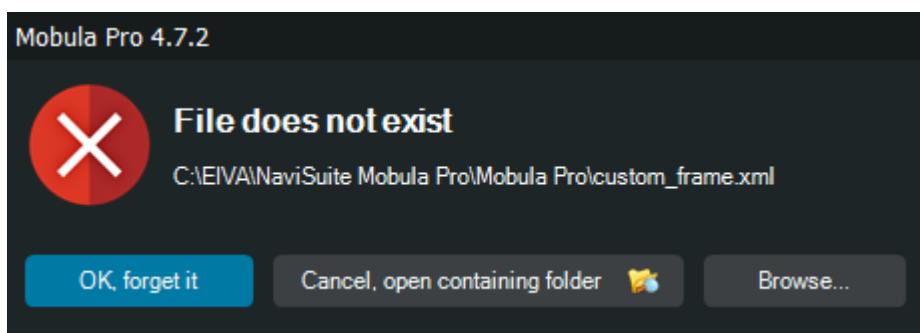 Mobula Pro 4.7.2
File does not exist
C:\EIVA\NaviSuite Mobula Pro\Mobula Pro\custom_frame.xml
OK, forget it
Cancel, open containing folder
Browse...